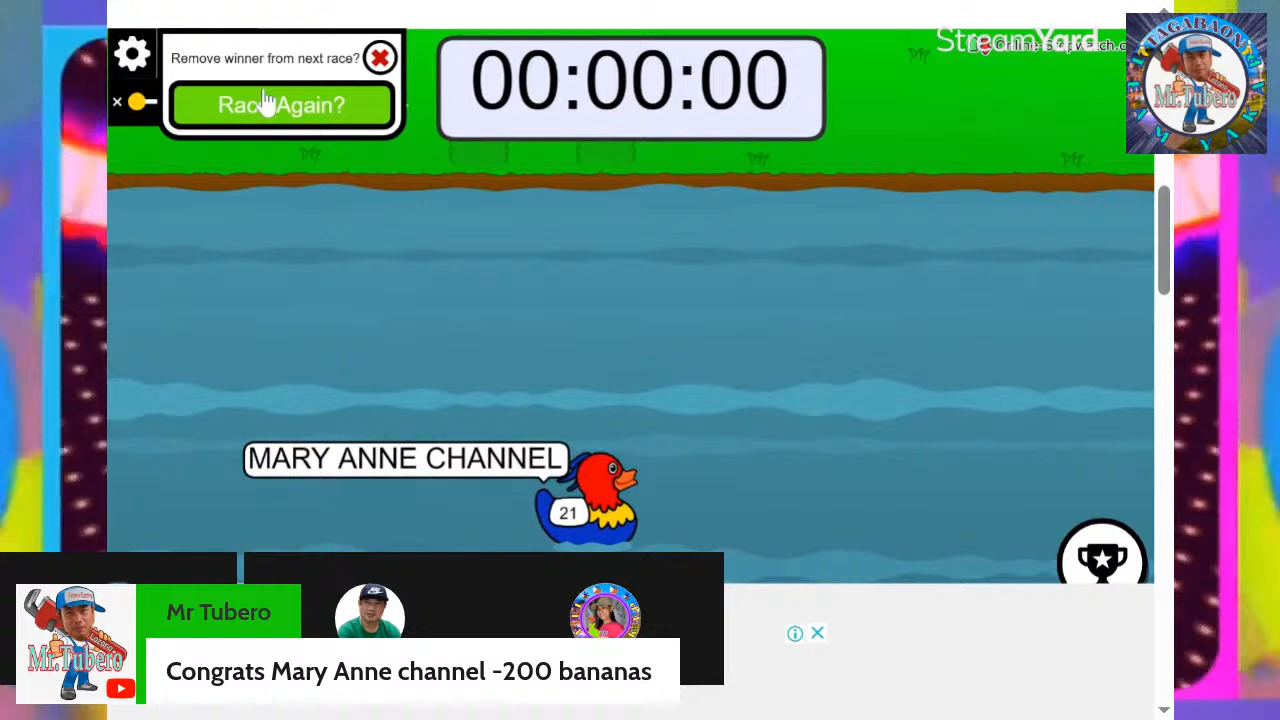 Remove winner from next race?
Race Again?
00:00:00
StreamYard
Mr.Tubero
MARY ANNE CHANNEL
21
Mr Tubero
Mr.Tubero
Congrats Mary Anne channel -200 bananas